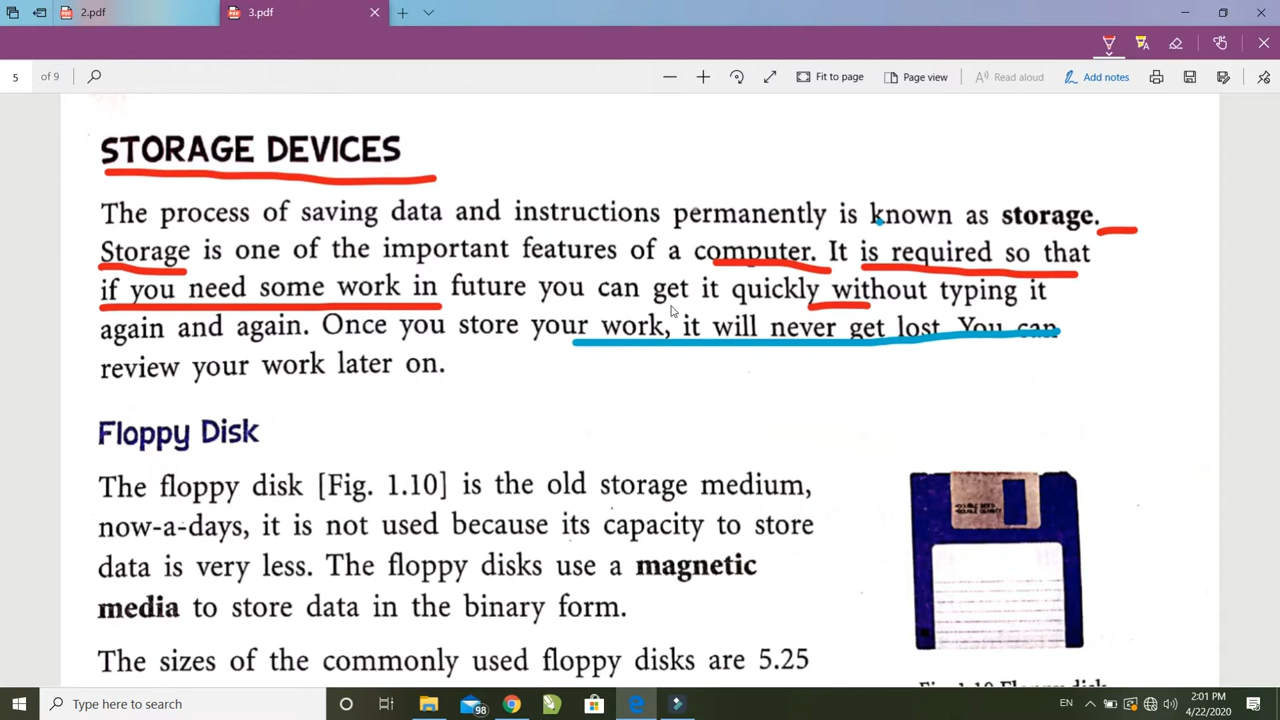 2.pdf
3.pdf
5 of 9
Fit to page
Page view
Read aloud
Add notes
STORAGE DEVICES
The process of saving data and instructions permanently is known as storage.
Storage is one of the important features of a computer. It is required so that
if you need some work in future you can get it quickly without typing it
again and again. Once you store your work, it will never get lost. You can
review your work later on.
Floppy Disk
The floppy disk [Fig. 1.10] is the old storage medium,
now-a-days, it is not used because its capacity to store
data is very less. The floppy disks use a magnetic
media to store data in the binary form.
The sizes of the commonly used floppy disks are 5.25
Fig. 1.10 Floppy disk
Type here to search
98
ENG
2:01 PM
4/22/2020